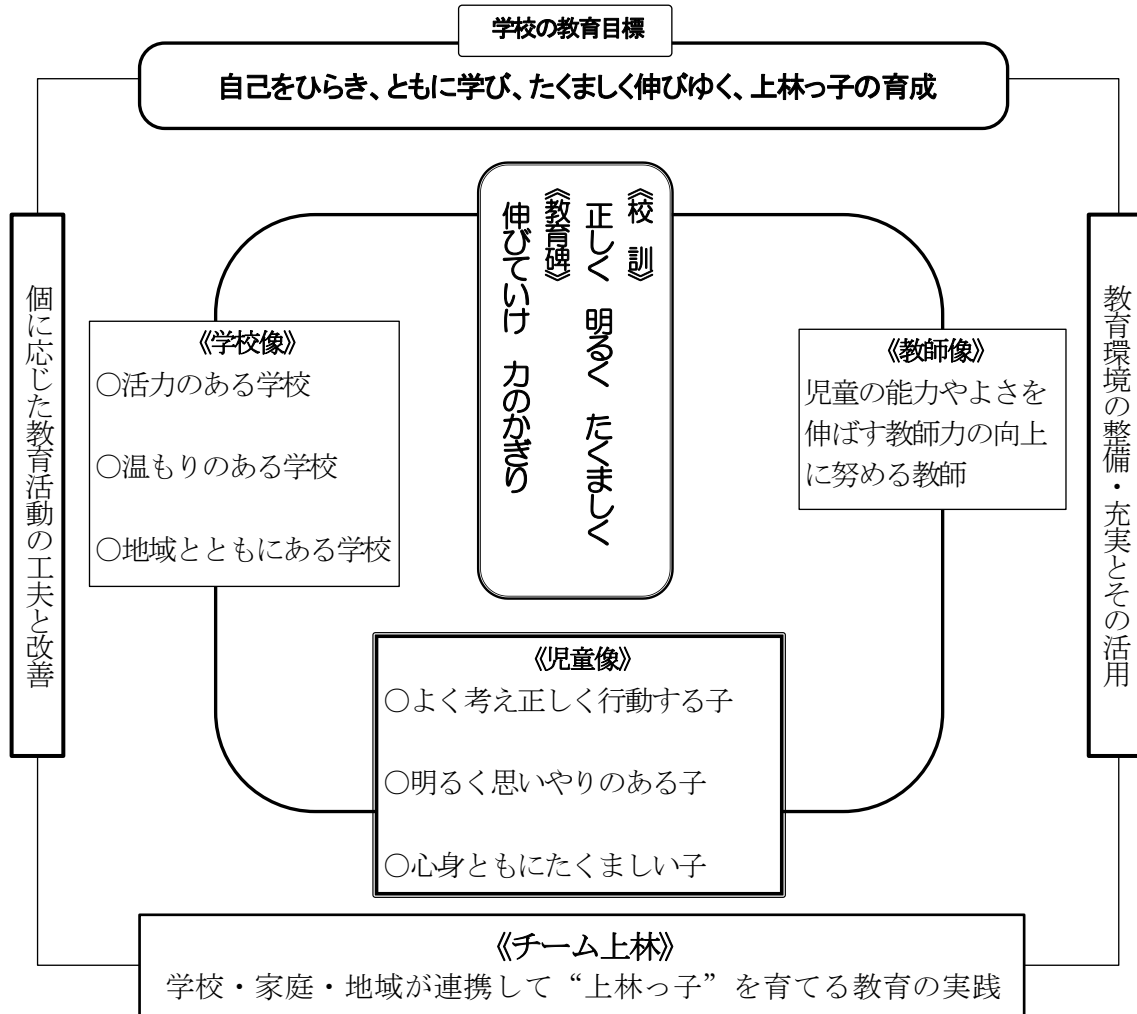 学校の教育目標
自己をひらき、ともに学び、たくましく伸びゆく、上林っ子の育成
《校　訓》
正しく　明るく　たくましく
《教育碑》
伸びていけ　力のかぎり
個に応じた教育活動の工夫と改善
《学校像》
○活力のある学校
○温もりのある学校
○地域とともにある学校
《教師像》
児童の能力やよさを
伸ばす教師力の向上
に努める教師
教育環境の整備・充実とその活用
《児童像》
○よく考え正しく行動する子
○明るく思いやりのある子
○心身ともにたくましい子
《チーム上林》
学校・家庭・地域が連携して“上林っ子”を育てる教育の実践